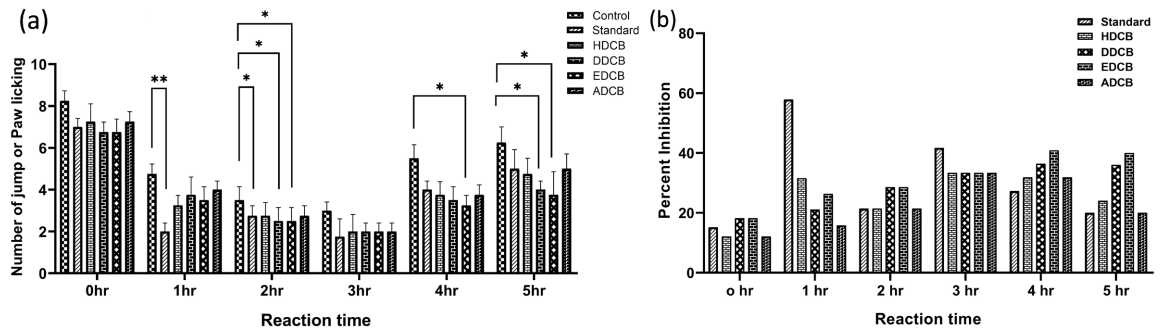 (a)
Control
Standard
HDCB
DDCB
EDCB
ADCB
Number of jump or Paw licking
10
8
6
4
2
0
**
*
*
*
*
*
*
0hr
1hr
2hr
3hr
4hr
5hr
Reaction time
(b)
Standard
HDCB
DDCB
EDCB
ADCB
Percent Inhibition
80
60
40
20
0
o hr
1 hr
2 hr
3 hr
4 hr
5 hr
Reaction time